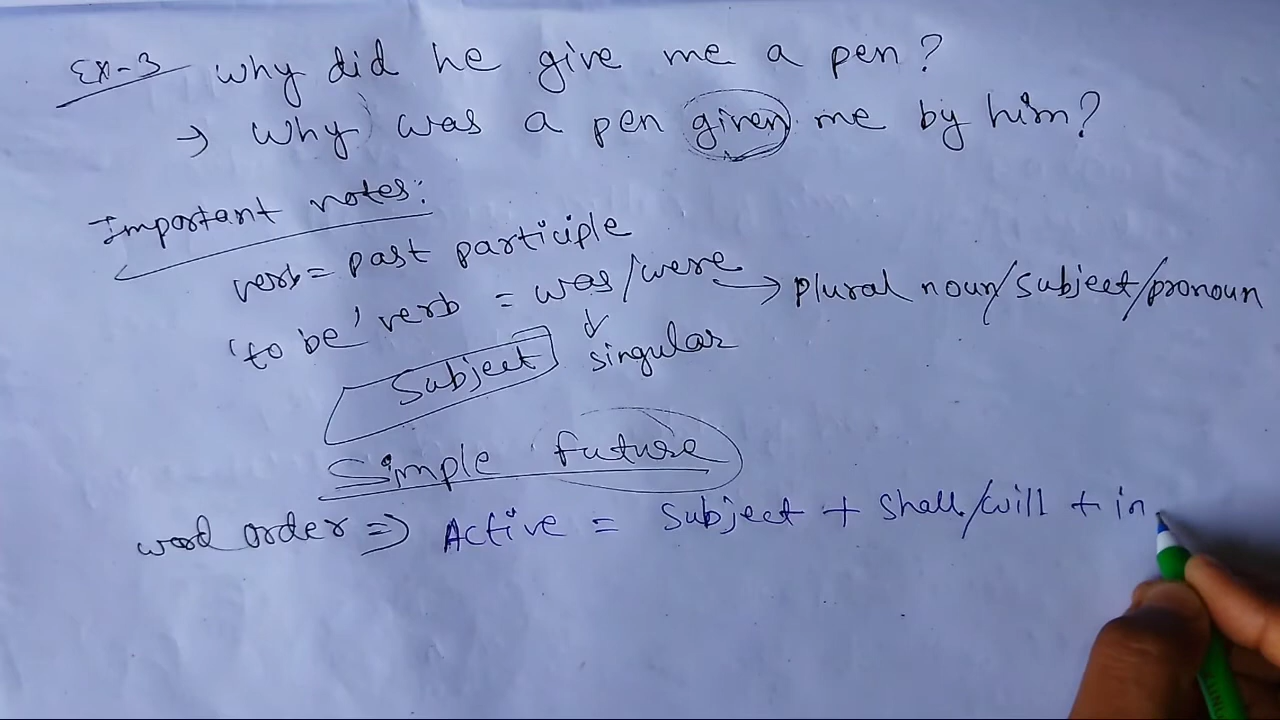 Ex-3 Why did he give me a pen?
→ Why was a pen given me by him?
Important notes:
verb = past participle
'to be' verb = was/were → plural noun/subject/pronoun
singular
Subject
Simple future
word order ⇒ Active = Subject + Shall/will + in